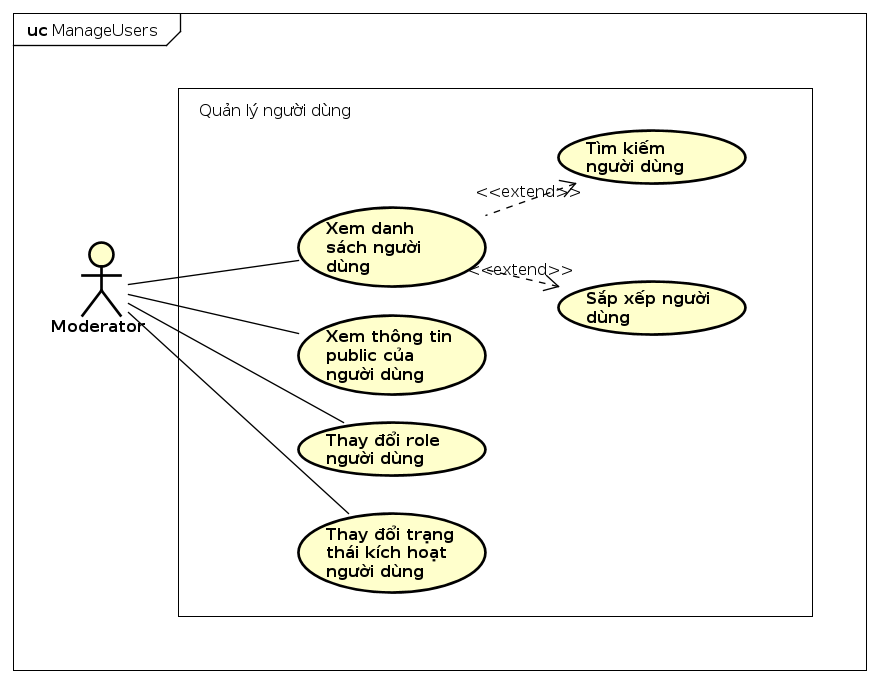 uc ManageUsers
Quản lý người dùng
Tìm kiếm
người dùng
<<extend>>
Xem danh
sách người
dùng
<<extend>>
Sắp xếp người
dùng
Moderator
Xem thông tin
public của
người dùng
Thay đổi role
người dùng
Thay đổi trạng
thái kích hoạt
người dùng